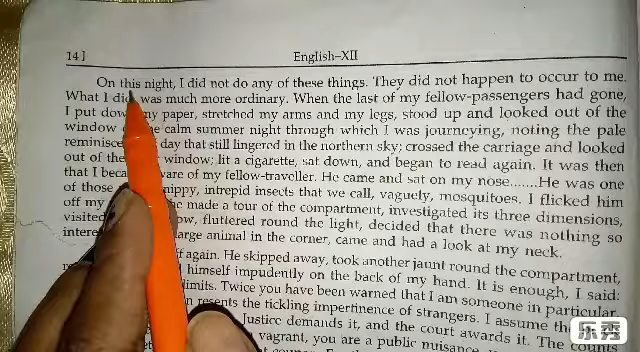 14]
English–XII
On this night, I did not do any of these things. They did not happen to occur to me.
What I did was much more ordinary. When the last of my fellow-passengers had gone,
I put down my paper, stretched my arms and my legs, stood up and looked out of the
window calm summer night through which I was journeying, noting the pale
reminisce day that still lingered in the northern sky; crossed the carriage and looked
out of the window; lit a cigarette, sat down, and began to read again. It was then
that I beca ware of my fellow-traveller. He came and sat on my nose.......He was one
of those nippy, intrepid insects that we call, vaguely, mosquitoes. I flicked him
off my he made a tour of the compartment, investigated its three dimensions,
visited ow, fluttered round the light, decided that there was nothing so
intere large animal in the corner, came and had a look at my neck.
if again. He skipped away, took another jaunt round the compartment,
himself impudently on the back of my hand. It is enough, I said:
limits. Twice you have been warned that I am someone in particular,
resents the tickling impertinence of strangers. I assume the
Justice demands it, and the court awards it. The counts
vagrant, you are a public nuisance
乐秀